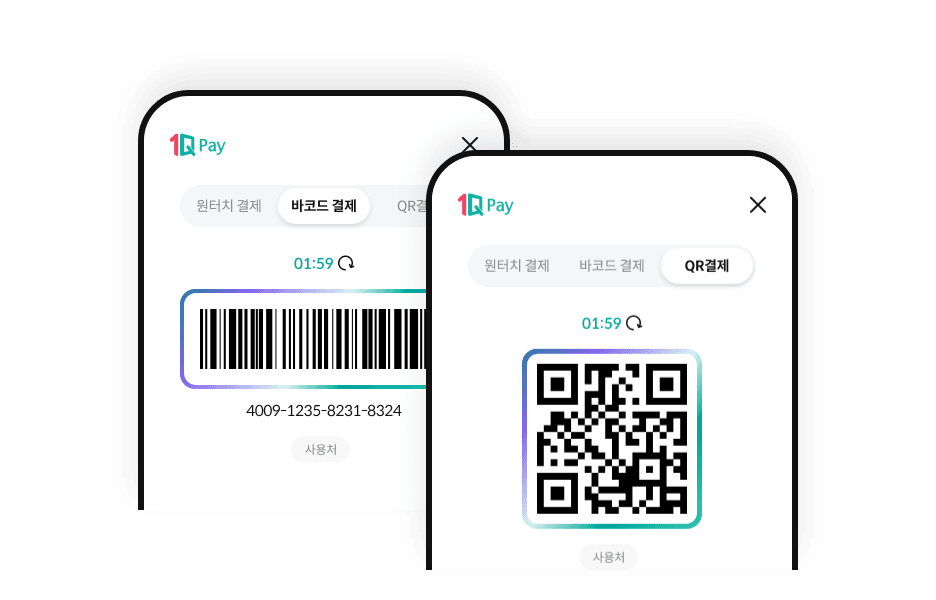 1Q Pay
원터치 결제 바코드 결제 QR결
01:59
4009-1235-8231-8324
사용처
1Q Pay
원터치 결제 바코드 결제 QR결제
01:59
사용처